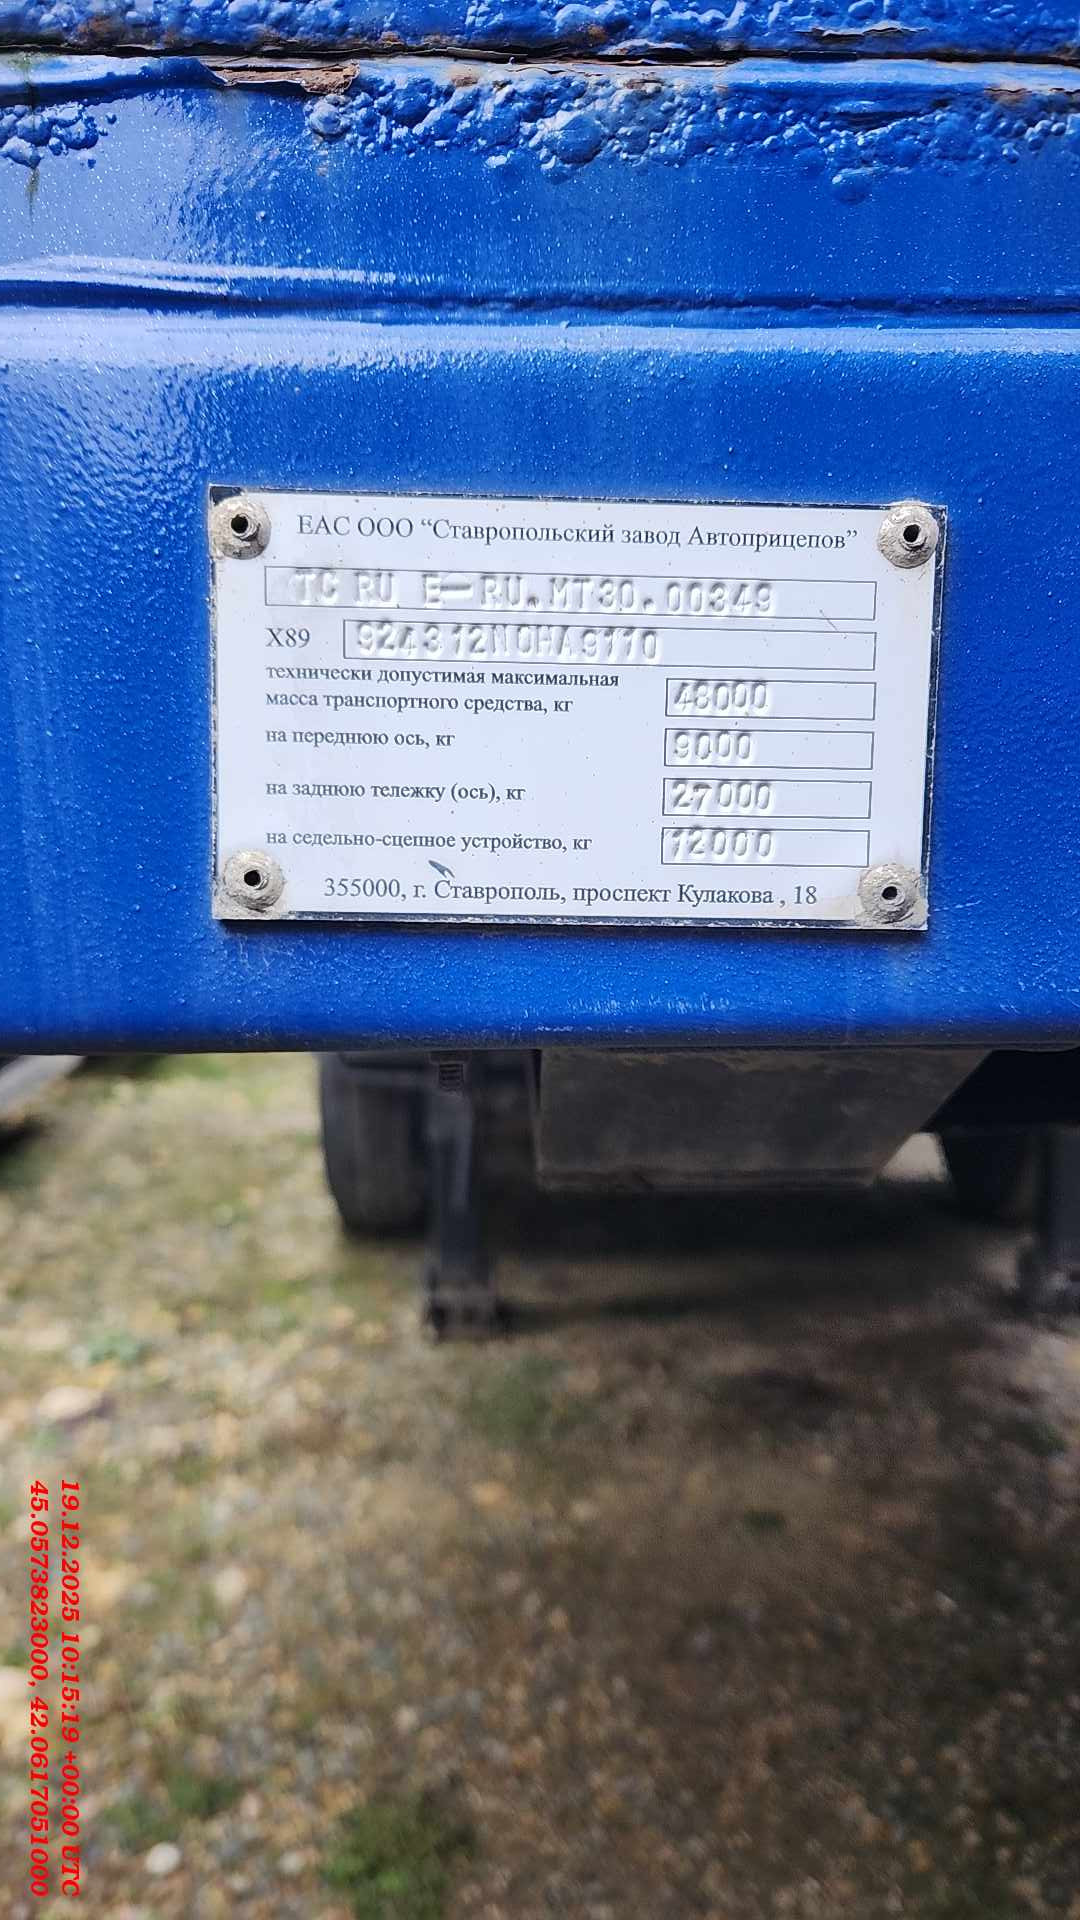 ЕАС ООО “Ставропольский завод Автоприцепов”
ТС RU Е-RU.МТ30.00349
X89 924312N0HA9110
технически допустимая максимальная
масса транспортного средства, кг 48000
на переднюю ось, кг 9000
на заднюю тележку (ось), кг 27000
на седельно-сцепное устройство, кг 12000
355000, г. Ставрополь, проспект Кулакова , 18
19.12.2025 10:15:19 +00:00 UTC
45.0573823000, 42.0617051000